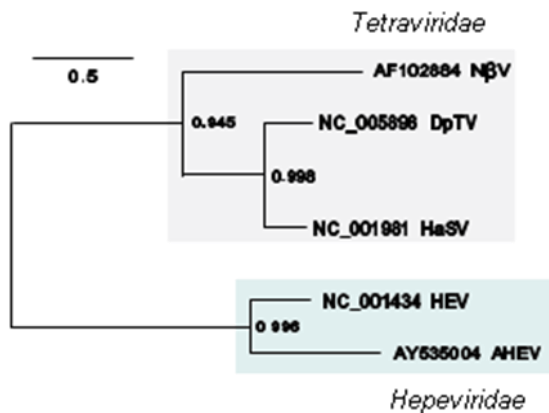 Tetraviridae
0.5
AF102884 NβV
0.945
NC_005898 DpTV
0.998
NC_001981 HaSV
NC_001434 HEV
0.996
AY535004 AHEV
Hepeviridae